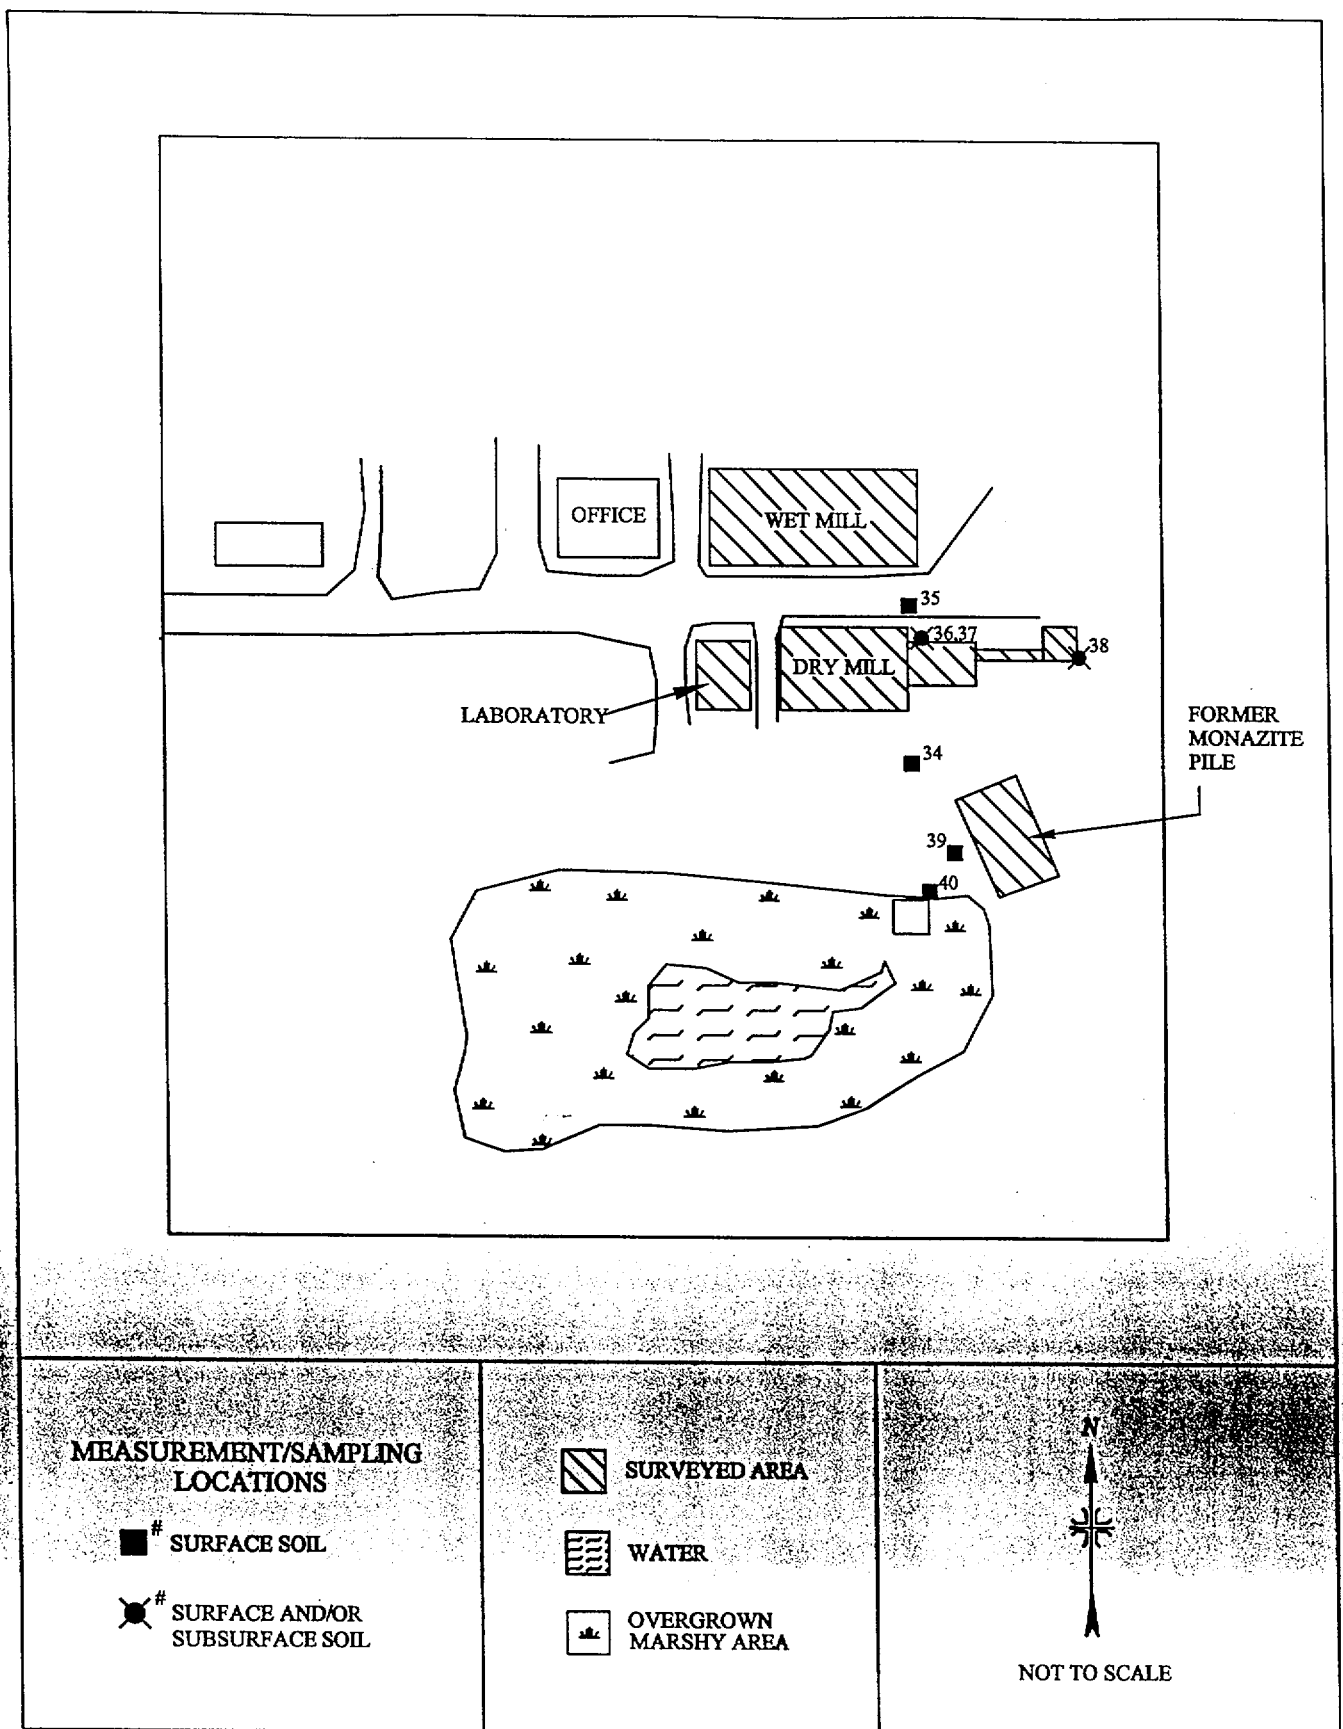 OFFICE
WET MILL
35
36,37
38
DRY MILL
LABORATORY
FORMER
MONAZITE
PILE
34
39
40
MEASUREMENT/SAMPLING
LOCATIONS
# SURFACE SOIL
# SURFACE AND/OR
SUBSURFACE SOIL
SURVEYED AREA
WATER
OVERGROWN
MARSHY AREA
N
NOT TO SCALE